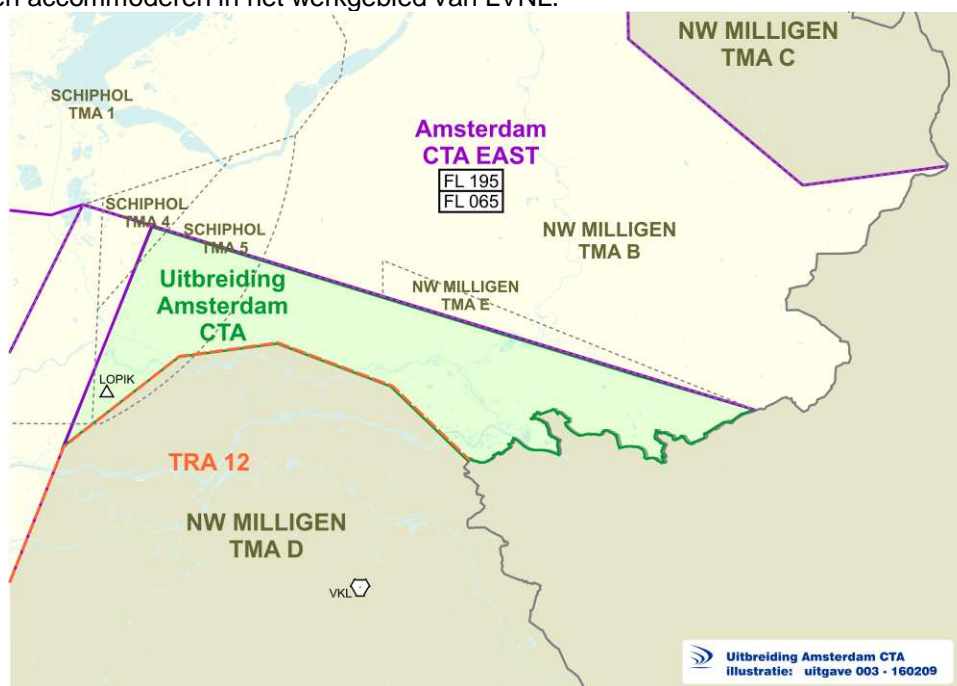 en accommoderen in het werkgebied van LVNL.
NW MILLIGEN
TMA C
SCHIPHOL
TMA 1
Amsterdam
CTA EAST
FL 195
FL 065
SCHIPHOL
TMA 4
SCHIPHOL
TMA 5
NW MILLIGEN
TMA B
Uitbreiding
Amsterdam
CTA
NW MILLIGEN
TMA E
LOPIK
TRA 12
NW MILLIGEN
TMA D
VKL
Uitbreiding Amsterdam CTA
illustratie: uitgave 003 - 160209